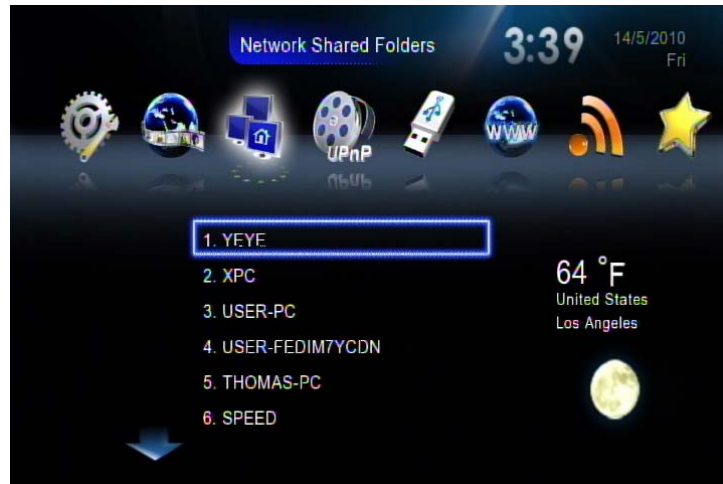 Network Shared Folders
3:39
14/5/2010
Fri
UPnP
WWW
1. YEYE
2. XPC
3. USER-PC
4. USER-FEDIM7YCDN
5. THOMAS-PC
6. SPEED
64 °F
United States
Los Angeles